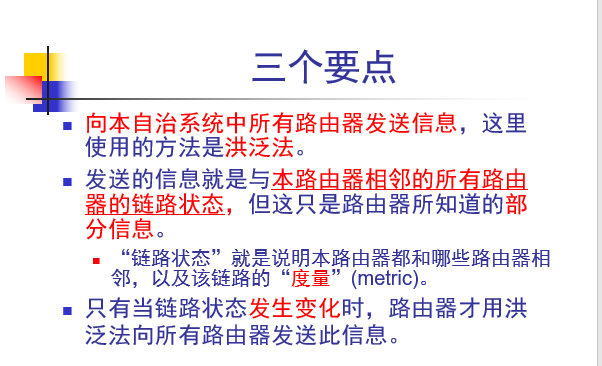 三个要点
向本自治系统中所有路由器发送信息，这里
使用的方法是洪泛法。
发送的信息就是与本路由器相邻的所有路由
器的链路状态，但这只是路由器所知道的部
分信息。
“链路状态”就是说明本路由器都和哪些路由器相
邻，以及该链路的“度量”(metric)。
只有当链路状态发生变化时，路由器才用洪
泛法向所有路由器发送此信息。